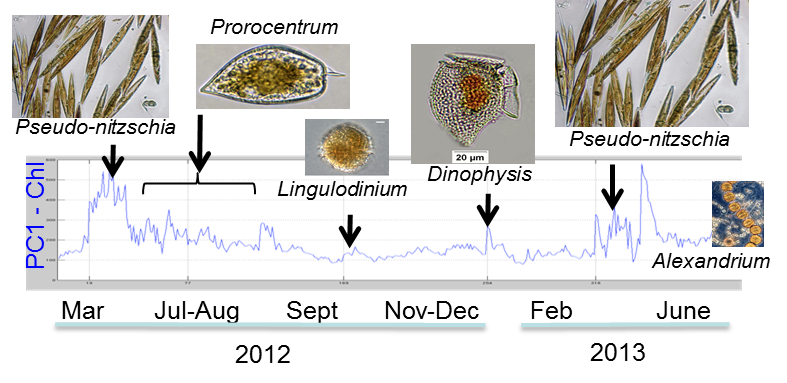 Prorocentrum
Pseudo-nitzschia
Lingulodinium
Dinophysis
20 µm
Pseudo-nitzschia
Alexandrium
PC1 - Chl
Mar Jul-Aug Sept Nov-Dec Feb June
2012 2013